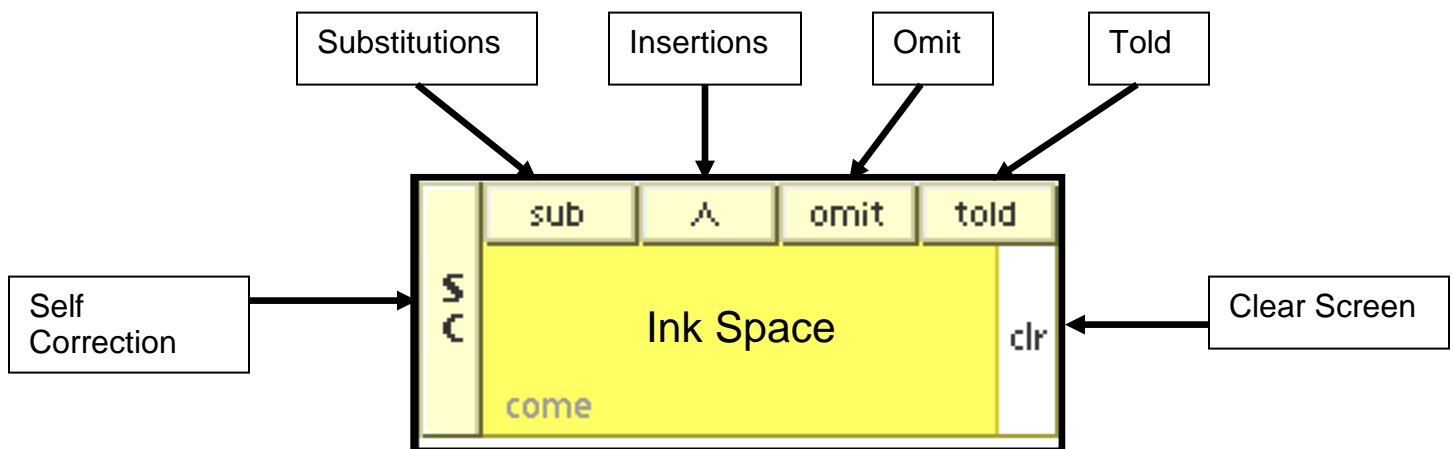 Substitutions Insertions Omit Told
sub ⅄ omit told
S
C
Self
Correction
Ink Space
clr
Clear Screen
come